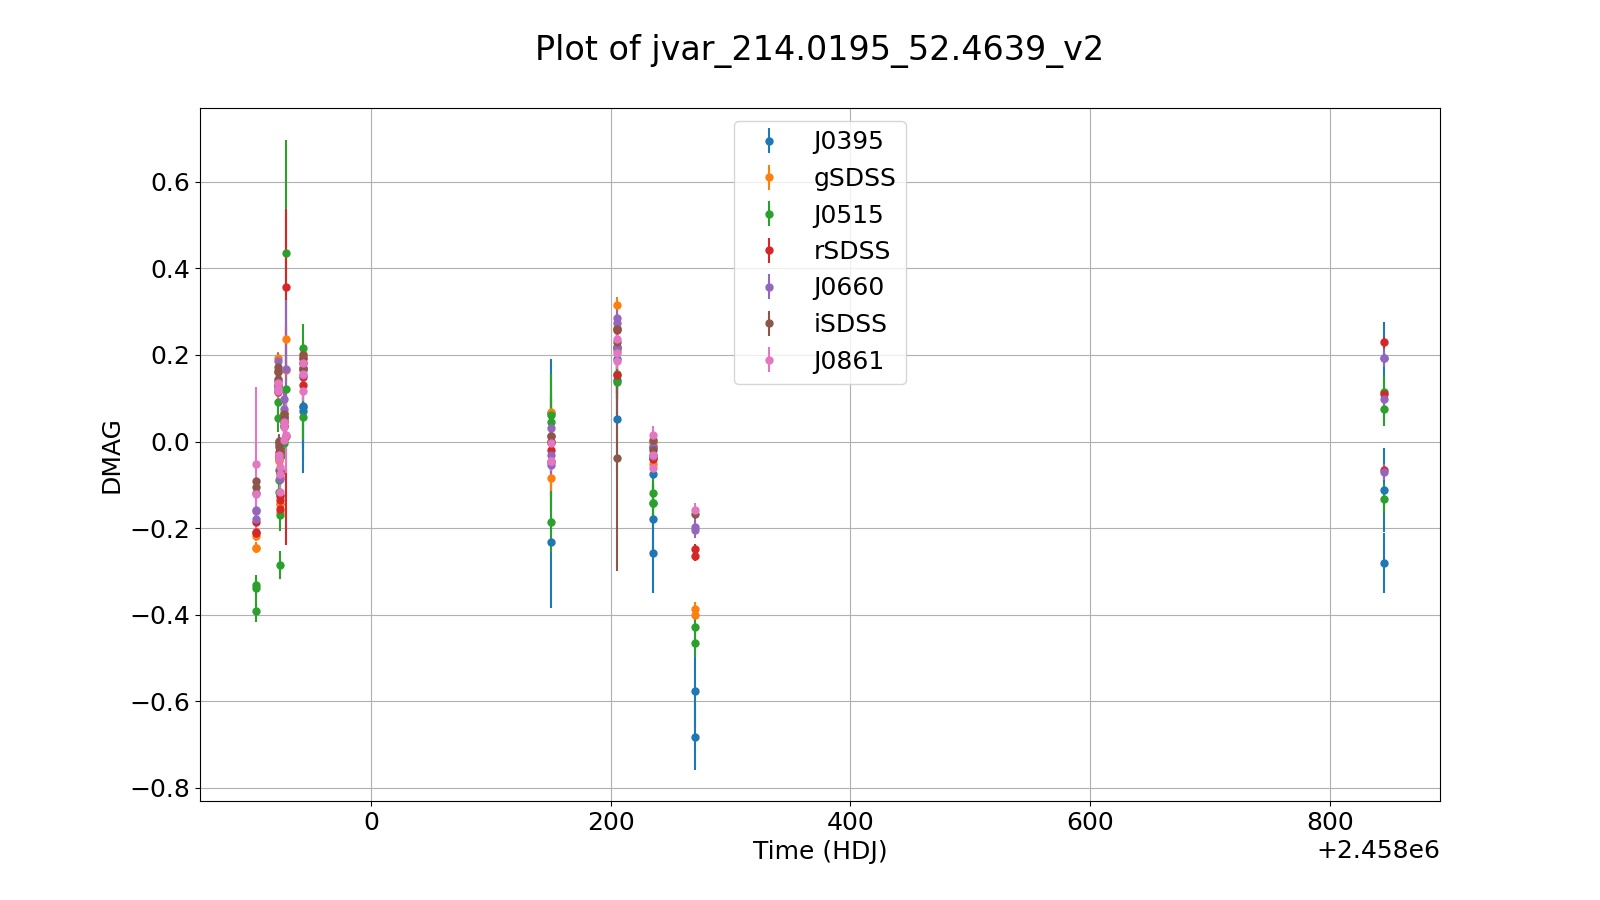 Plot of jvar_214.0195_52.4639_v2
J0395
gSDSS
J0515
rSDSS
J0660
iSDSS
J0861
DMAG
0.6
0.4
0.2
0.0
−0.2
−0.4
−0.6
−0.8
0 200 400 600 800
Time (HDJ)
+2.458e6